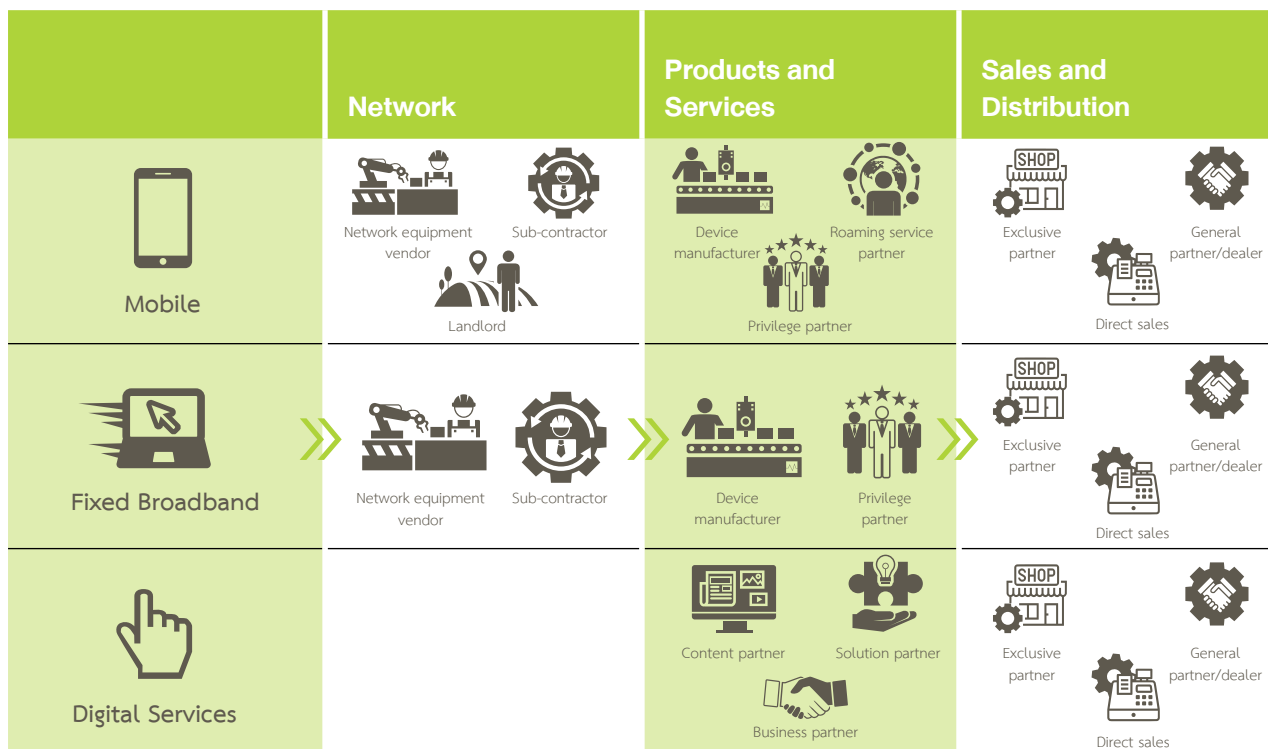 Network
Products and
Services
Sales and
Distribution
Mobile
Network equipment
vendor
Sub-contractor
Landlord
Device
manufacturer
Roaming service
partner
Privilege partner
SHOP
Exclusive
partner
General
partner/dealer
Direct sales
Fixed Broadband
Network equipment
vendor
Sub-contractor
Device
manufacturer
Privilege
partner
SHOP
Exclusive
partner
General
partner/dealer
Direct sales
Digital Services
Content partner
Solution partner
Business partner
SHOP
Exclusive
partner
General
partner/dealer
Direct sales